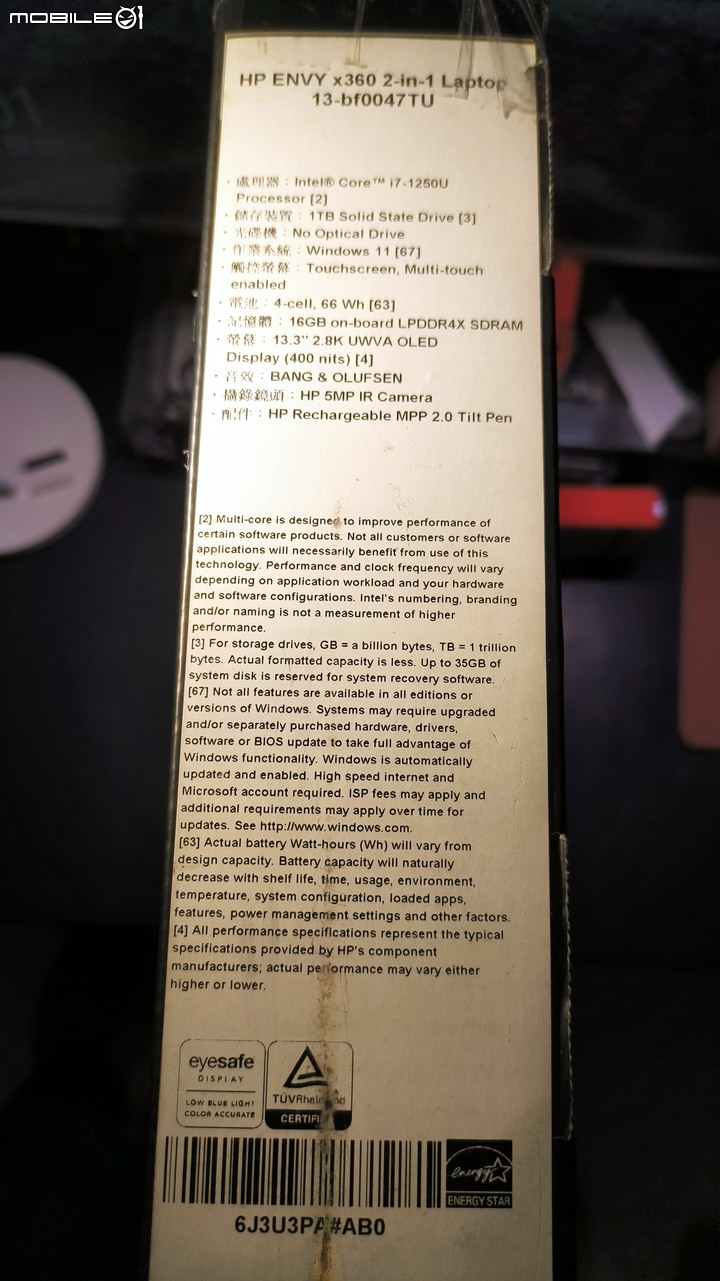 MOBILE01
HP ENVY x360 2-in-1 Laptop
13-bf0047TU
· 處理器：Intel® Core™ i7-1250U
Processor [2]
· 儲存裝置：1TB Solid State Drive [3]
· 光碟機：No Optical Drive
· 作業系統：Windows 11 [67]
· 觸控螢幕：Touchscreen, Multi-touch
enabled
· 電池：4-cell, 66 Wh [63]
· 記憶體：16GB on-board LPDDR4X SDRAM
· 螢幕：13.3" 2.8K UWVA OLED
Display (400 nits) [4]
· 音效：BANG & OLUFSEN
· 攝錄鏡頭：HP 5MP IR Camera
· 配件：HP Rechargeable MPP 2.0 Tilt Pen
[2] Multi-core is designed to improve performance of
certain software products. Not all customers or software
applications will necessarily benefit from use of this
technology. Performance and clock frequency will vary
depending on application workload and your hardware
and software configurations. Intel's numbering, branding
and/or naming is not a measurement of higher
performance.
[3] For storage drives, GB = a billion bytes, TB = 1 trillion
bytes. Actual formatted capacity is less. Up to 35GB of
system disk is reserved for system recovery software.
[67] Not all features are available in all editions or
versions of Windows. Systems may require upgraded
and/or separately purchased hardware, drivers,
software or BIOS update to take full advantage of
Windows functionality. Windows is automatically
updated and enabled. High speed internet and
Microsoft account required. ISP fees may apply and
additional requirements may apply over time for
updates. See http://www.windows.com.
[63] Actual battery Watt-hours (Wh) will vary from
design capacity. Battery capacity will naturally
decrease with shelf life, time, usage, environment,
temperature, system configuration, loaded apps,
features, power management settings and other factors.
[4] All performance specifications represent the typical
specifications provided by HP's component
manufacturers; actual performance may vary either
higher or lower.
eyesafe
DISPLAY
LOW BLUE LIGHT
COLOR ACCURATE
TÜVRheinland
CERTIFIED
energy
ENERGY STAR
6J3U3PA#AB0